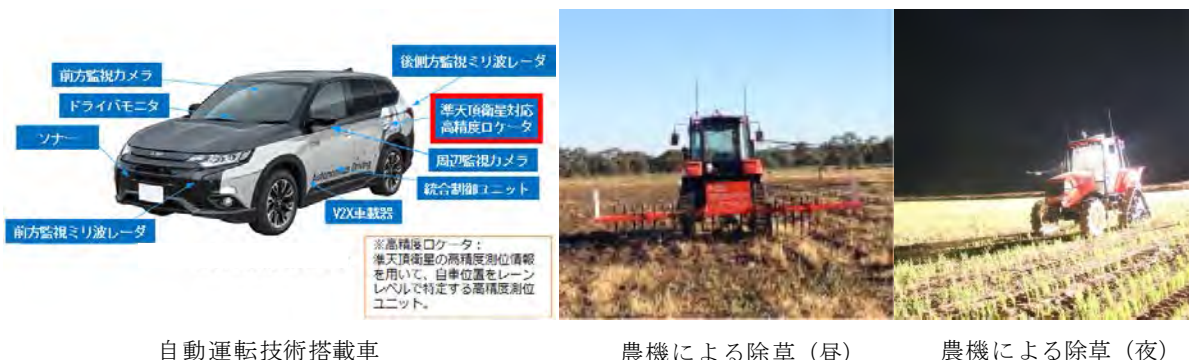 前方監視カメラ
ドライバモニタ
ソナー
前方監視ミリ波レーダ
後側方監視ミリ波レーダ
準天頂衛星対応
高精度ロケータ
周辺監視カメラ
統合制御ユニット
V2X車載器
Autonomous Driving
※高精度ロケータ：
準天頂衛星の高精度測位情報
を用いて、自車位置をレーン
レベルで特定する高精度測位
ユニット。
自動運転技術搭載車
農機による除草（昼）
農機による除草（夜）